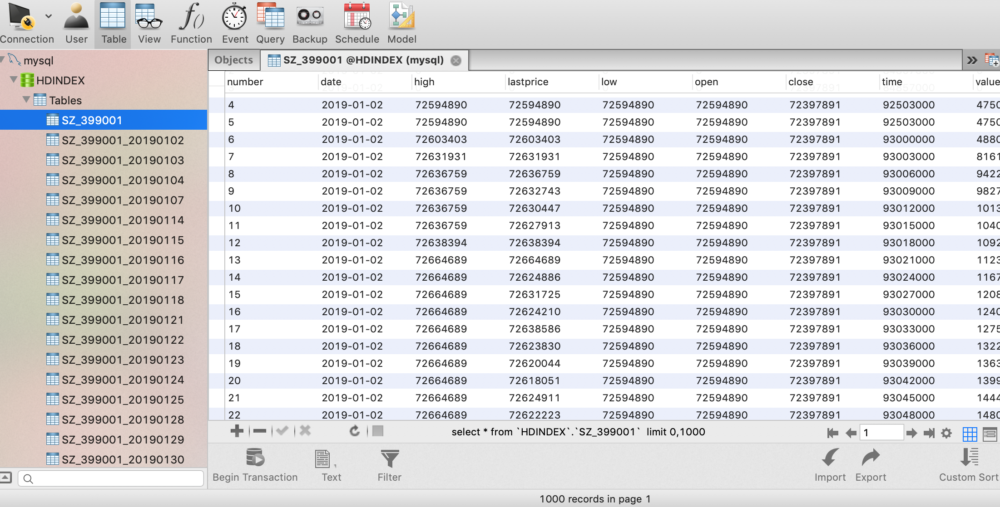 Connection User Table View Function Event Query Backup Schedule Model
mysql
HDINDEX
Tables
SZ_399001
SZ_399001_20190102
SZ_399001_20190103
SZ_399001_20190104
SZ_399001_20190107
SZ_399001_20190114
SZ_399001_20190115
SZ_399001_20190116
SZ_399001_20190117
SZ_399001_20190118
SZ_399001_20190121
SZ_399001_20190122
SZ_399001_20190123
SZ_399001_20190124
SZ_399001_20190125
SZ_399001_20190128
SZ_399001_20190129
SZ_399001_20190130
Objects SZ_399001 @HDINDEX (mysql)
number date high lastprice low open close time value
4 2019-01-02 72594890 72594890 72594890 72594890 72397891 92503000 4750
5 2019-01-02 72594890 72594890 72594890 72594890 72397891 92503000 4750
6 2019-01-02 72603403 72603403 72594890 72594890 72397891 93000000 4880
7 2019-01-02 72631931 72631931 72594890 72594890 72397891 93003000 8161
8 2019-01-02 72636759 72636759 72594890 72594890 72397891 93006000 9422
9 2019-01-02 72636759 72632743 72594890 72594890 72397891 93009000 9827
10 2019-01-02 72636759 72630447 72594890 72594890 72397891 93012000 1013
11 2019-01-02 72636759 72627913 72594890 72594890 72397891 93015000 1040
12 2019-01-02 72638394 72638394 72594890 72594890 72397891 93018000 1092
13 2019-01-02 72664689 72664689 72594890 72594890 72397891 93021000 1123
14 2019-01-02 72664689 72624886 72594890 72594890 72397891 93024000 1167
15 2019-01-02 72664689 72631725 72594890 72594890 72397891 93027000 1208
16 2019-01-02 72664689 72624210 72594890 72594890 72397891 93030000 1240
17 2019-01-02 72664689 72638586 72594890 72594890 72397891 93033000 1275
18 2019-01-02 72664689 72623830 72594890 72594890 72397891 93036000 1322
19 2019-01-02 72664689 72620044 72594890 72594890 72397891 93039000 1363
20 2019-01-02 72664689 72618051 72594890 72594890 72397891 93042000 1399
21 2019-01-02 72664689 72624911 72594890 72594890 72397891 93045000 1444
22 2019-01-02 72664689 72622223 72594890 72594890 72397891 93048000 1480
select * from `HDINDEX`.`SZ_399001` limit 0,1000 1
Begin Transaction Text Filter Import Export Custom Sort
1000 records in page 1